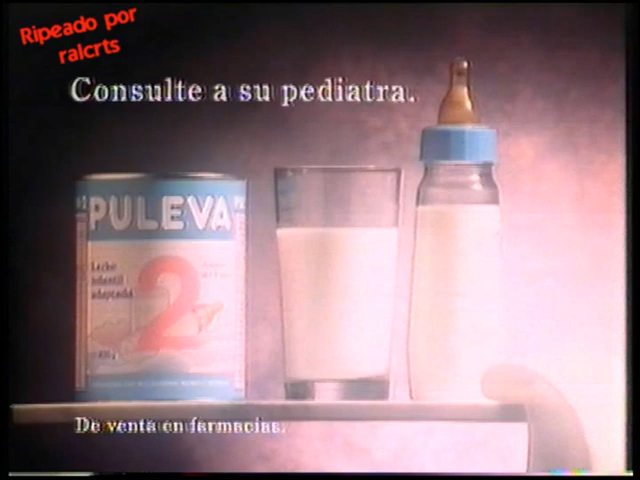 Ripeado por
ralcrts
Consulte a su pediatra.
PULEVA
Leche
infantil
adaptada
2
De venta en farmacias.